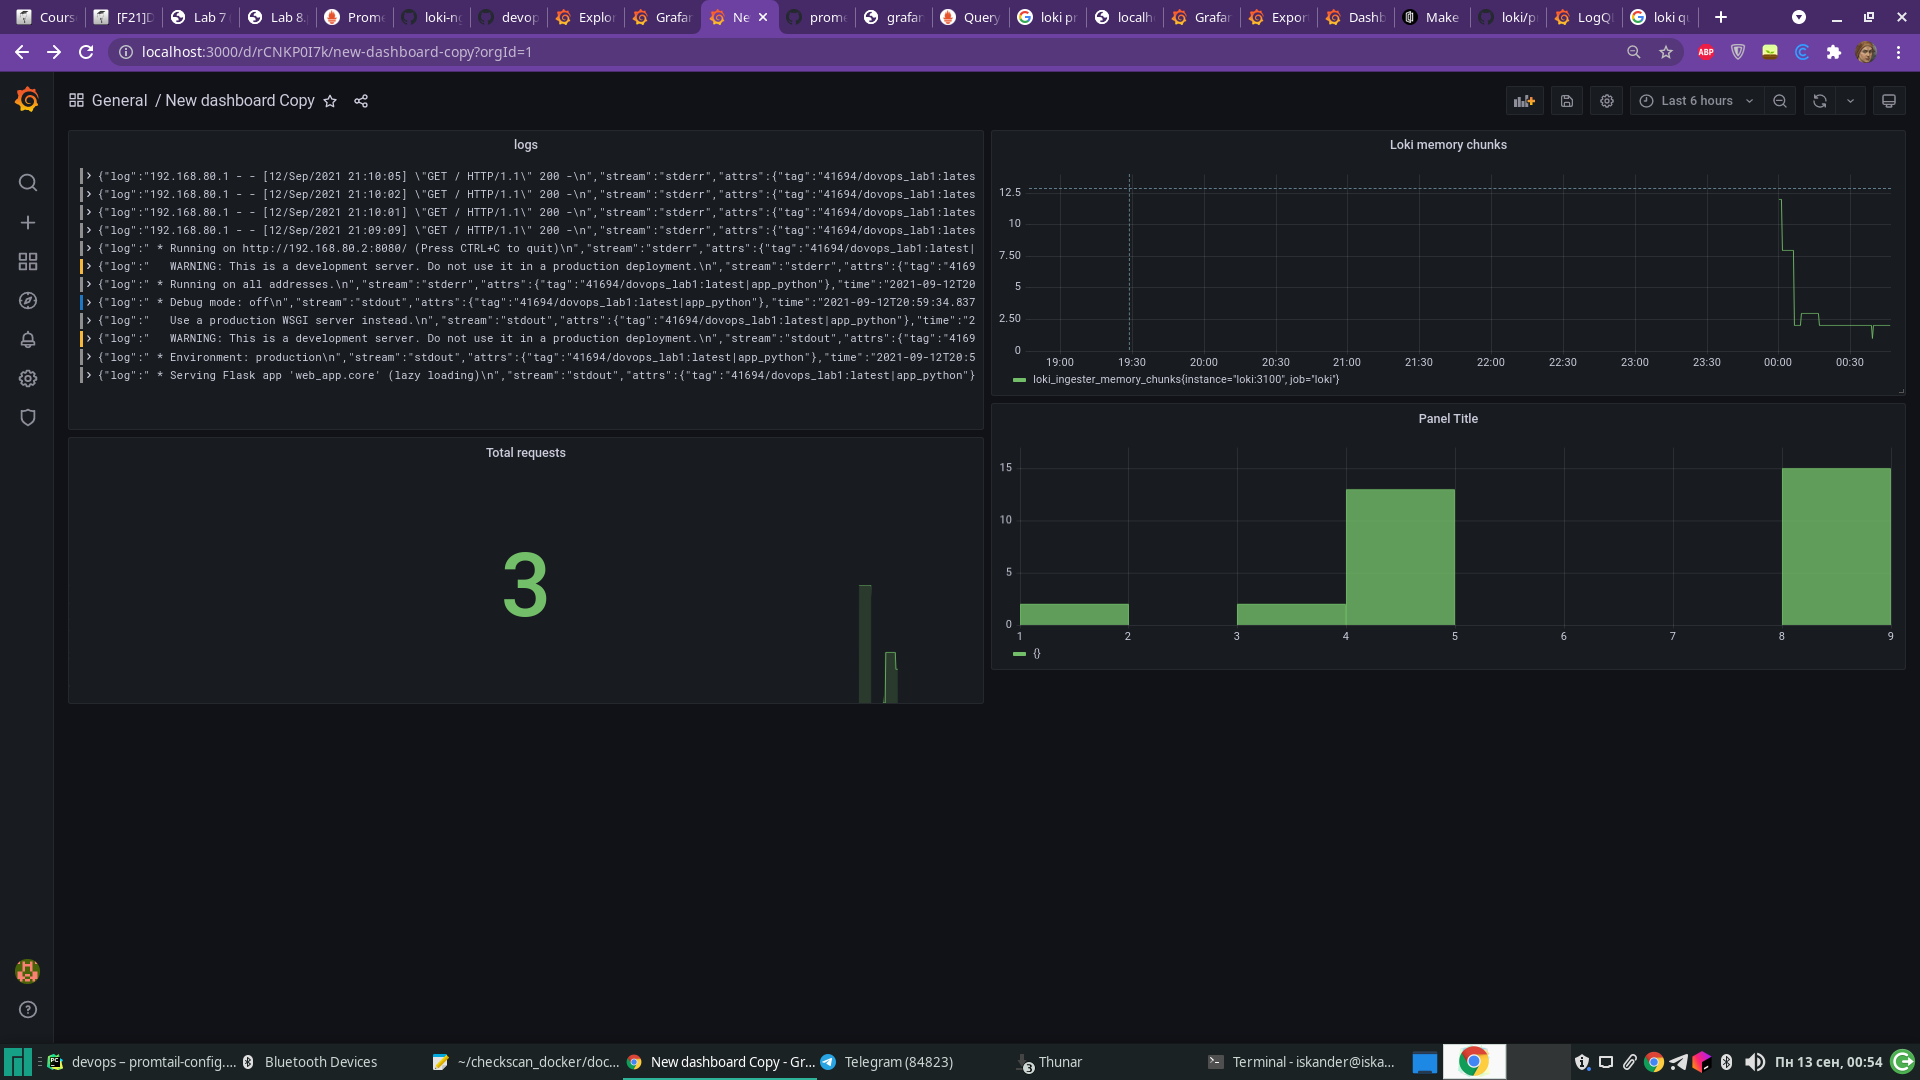 Cours
[F21]D
Lab 7
Lab 8.
Prome
loki-ng
devop
Explor
Grafan
Ne
prome
grafan
Query
loki pr
localh
Grafan
Expor
Dashb
Make
loki/p
LogQL
loki qu
localhost:3000/d/rCNKP0I7k/new-dashboard-copy?orgId=1
ABP
General / New dashboard Copy
Last 6 hours
logs
{"log":"192.168.80.1 - - [12/Sep/2021 21:10:05] \"GET / HTTP/1.1\" 200 -\n","stream":"stderr","attrs":{"tag":"41694/dovops_lab1:lates
{"log":"192.168.80.1 - - [12/Sep/2021 21:10:02] \"GET / HTTP/1.1\" 200 -\n","stream":"stderr","attrs":{"tag":"41694/dovops_lab1:lates
{"log":"192.168.80.1 - - [12/Sep/2021 21:10:01] \"GET / HTTP/1.1\" 200 -\n","stream":"stderr","attrs":{"tag":"41694/dovops_lab1:lates
{"log":"192.168.80.1 - - [12/Sep/2021 21:09:09] \"GET / HTTP/1.1\" 200 -\n","stream":"stderr","attrs":{"tag":"41694/dovops_lab1:lates
{"log":" * Running on http://192.168.80.2:8080/ (Press CTRL+C to quit)\n","stream":"stderr","attrs":{"tag":"41694/dovops_lab1:latest|
{"log":"   WARNING: This is a development server. Do not use it in a production deployment.\n","stream":"stderr","attrs":{"tag":"4169
{"log":" * Running on all addresses.\n","stream":"stderr","attrs":{"tag":"41694/dovops_lab1:latest|app_python"},"time":"2021-09-12T20
{"log":" * Debug mode: off\n","stream":"stdout","attrs":{"tag":"41694/dovops_lab1:latest|app_python"},"time":"2021-09-12T20:59:34.837
{"log":"   Use a production WSGI server instead.\n","stream":"stdout","attrs":{"tag":"41694/dovops_lab1:latest|app_python"},"time":"2
{"log":"   WARNING: This is a development server. Do not use it in a production deployment.\n","stream":"stdout","attrs":{"tag":"4169
{"log":" * Environment: production\n","stream":"stdout","attrs":{"tag":"41694/dovops_lab1:latest|app_python"},"time":"2021-09-12T20:5
{"log":" * Serving Flask app 'web_app.core' (lazy loading)\n","stream":"stdout","attrs":{"tag":"41694/dovops_lab1:latest|app_python"}
Loki memory chunks
12.5
10
7.50
5
2.50
0
19:00 19:30 20:00 20:30 21:00 21:30 22:00 22:30 23:00 23:30 00:00 00:30
loki_ingester_memory_chunks{instance="loki:3100", job="loki"}
Total requests
3
Panel Title
15
10
5
0
1 2 3 4 5 6 7 8 9
{}
devops – promtail-config....
Bluetooth Devices
~/checkscan_docker/doc...
New dashboard Copy - Gr...
Telegram (84823)
3
Thunar
Terminal - iskander@iska...
Пн 13 сен, 00:54